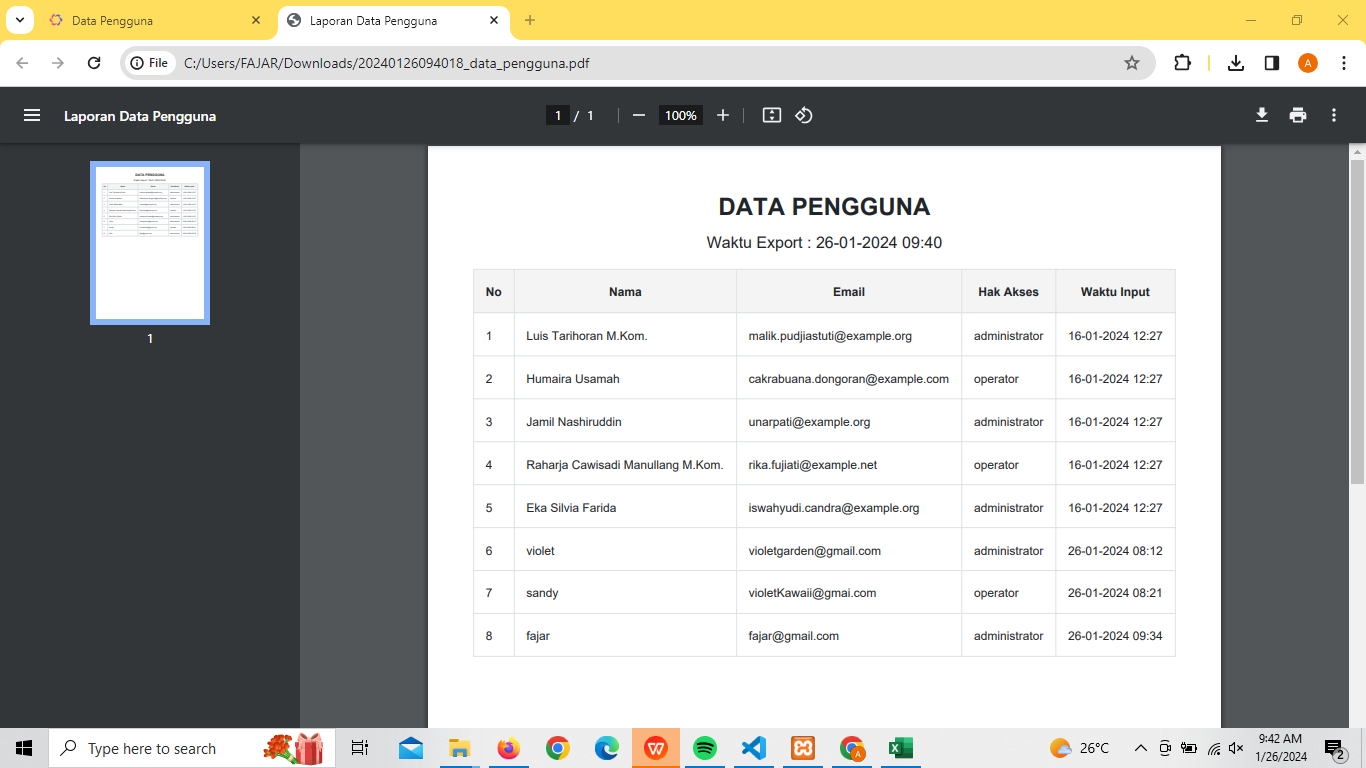 Data Pengguna
Laporan Data Pengguna
File C:/Users/FAJAR/Downloads/20240126094018_data_pengguna.pdf
A
Laporan Data Pengguna
1 / 1
100%
1
DATA PENGGUNA
Waktu Export : 26-01-2024 09:40
No Nama Email Hak Akses Waktu Input
1 Luis Tarihoran M.Kom. malik.pudjiastuti@example.org administrator 16-01-2024 12:27
2 Humaira Usamah cakrabuana.dongoran@example.com operator 16-01-2024 12:27
3 Jamil Nashiruddin unarpati@example.org administrator 16-01-2024 12:27
4 Raharja Cawisadi Manullang M.Kom. rika.fujiati@example.net operator 16-01-2024 12:27
5 Eka Silvia Farida iswahyudi.candra@example.org administrator 16-01-2024 12:27
6 violet violetgarden@gmail.com administrator 26-01-2024 08:12
7 sandy violetKawaii@gmai.com operator 26-01-2024 08:21
8 fajar fajar@gmail.com administrator 26-01-2024 09:34
Type here to search
26°C
9:42 AM
1/26/2024
2